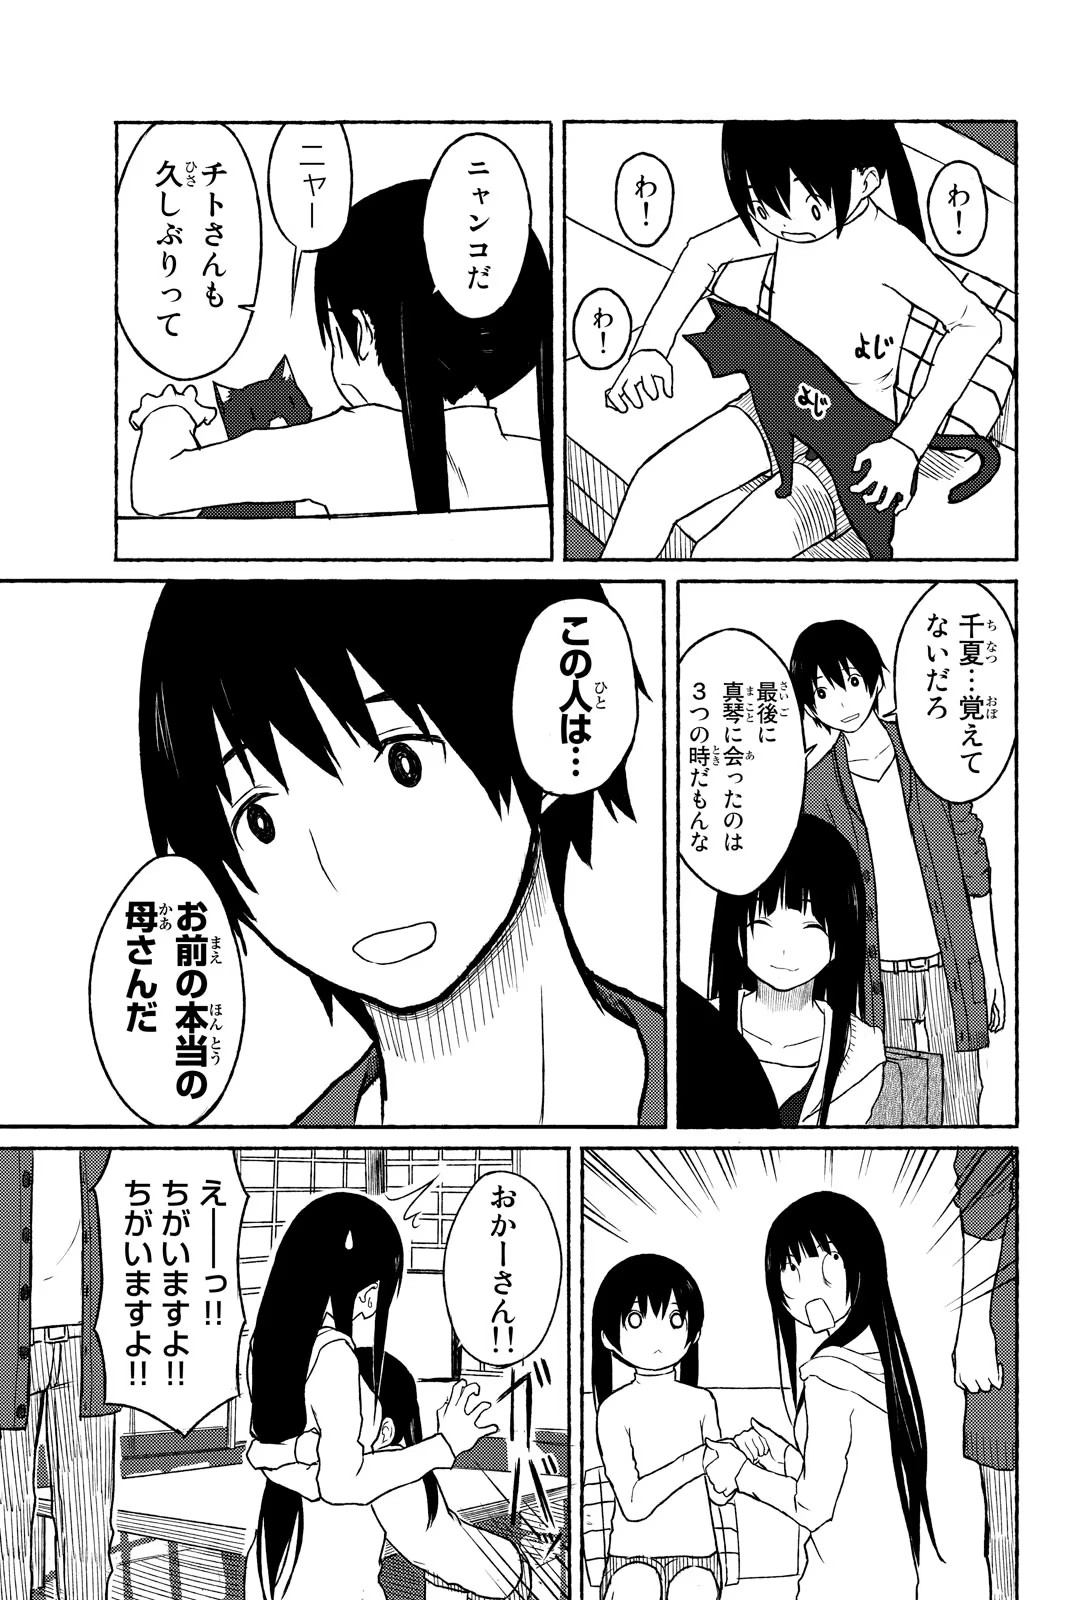 わ!
わ!
わ!
よじ
よじ
ニャンコだ
ニャー
チトさんも
久しぶりって
千夏…覚えて
ないだろ
最後に
真琴に会ったのは
3つの時だもんな
この人は…
お前の本当の
母さんだ
おかーさん!!
えーーっ!!
ちがいますよ!!
ちがいますよ!!